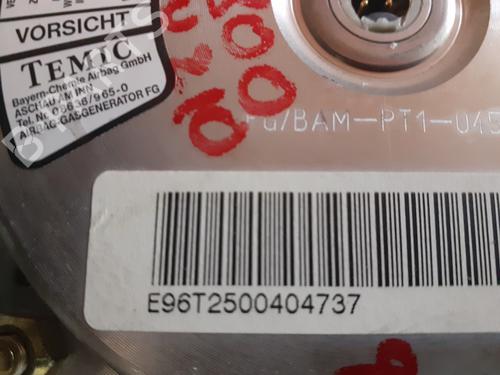 VORSICHT
TEMIC
Bayern-Chemie Airbag GmbH
ASCHAU AM INN
Tel. Nr. 08638/965-0
AIRBAG-GASGENERATOR FG
FG/BAM-PT1-045
E96T2500404737